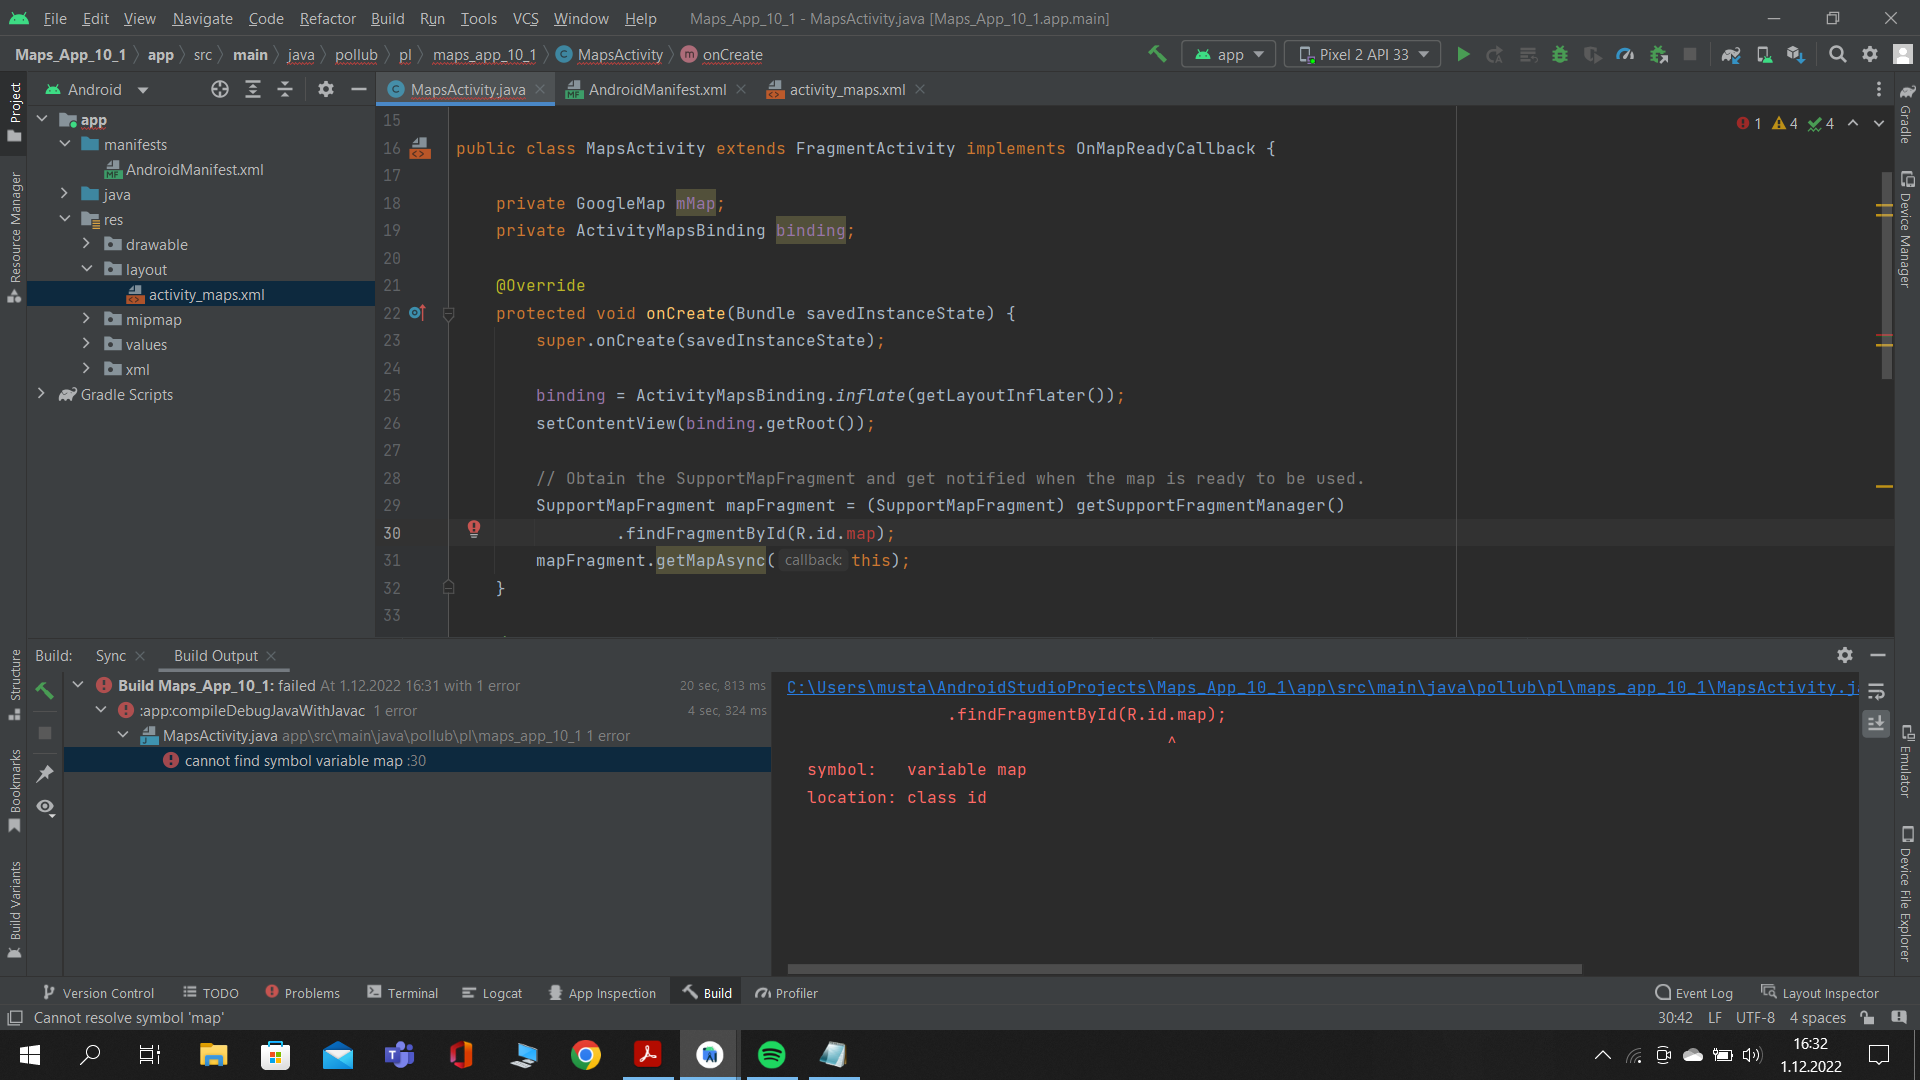 File Edit View Navigate Code Refactor Build Run Tools VCS Window Help Maps_App_10_1 - MapsActivity.java [Maps_App_10_1.app.main]
Maps_App_10_1 app src main java pollub pl maps_app_10_1 MapsActivity onCreate app Pixel 2 API 33
Android
MapsActivity.java AndroidManifest.xml activity_maps.xml
Project
Resource Manager
Structure
Bookmarks
Build Variants
app
manifests
AndroidManifest.xml
java
res
drawable
layout
activity_maps.xml
mipmap
values
xml
Gradle Scripts
1 4 4
15
16 public class MapsActivity extends FragmentActivity implements OnMapReadyCallback {
17
18 private GoogleMap mMap;
19 private ActivityMapsBinding binding;
20
21 @Override
22 protected void onCreate(Bundle savedInstanceState) {
23 super.onCreate(savedInstanceState);
24
25 binding = ActivityMapsBinding.inflate(getLayoutInflater());
26 setContentView(binding.getRoot());
27
28 // Obtain the SupportMapFragment and get notified when the map is ready to be used.
29 SupportMapFragment mapFragment = (SupportMapFragment) getSupportFragmentManager()
30 .findFragmentById(R.id.map);
31 mapFragment.getMapAsync( callback: this);
32 }
33
Gradle
Device Manager
Emulator
Device File Explorer
Build: Sync Build Output
Build Maps_App_10_1: failed At 1.12.2022 16:31 with 1 error 20 sec, 813 ms
:app:compileDebugJavaWithJavac 1 error 4 sec, 324 ms
MapsActivity.java app\src\main\java\pollub\pl\maps_app_10_1 1 error
cannot find symbol variable map :30
C:\Users\musta\AndroidStudioProjects\Maps_App_10_1\app\src\main\java\pollub\pl\maps_app_10_1\MapsActivity.j
.findFragmentById(R.id.map);
^
symbol: variable map
location: class id
Version Control TODO Problems Terminal Logcat App Inspection Build Profiler Event Log Layout Inspector
Cannot resolve symbol 'map' 30:42 LF UTF-8 4 spaces
16:32
1.12.2022